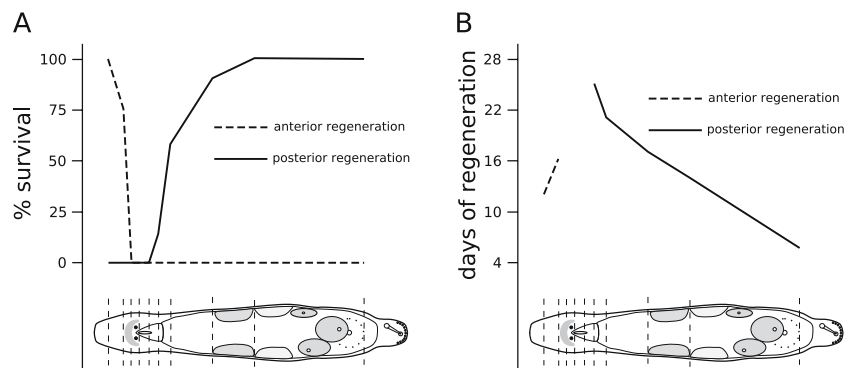 A
% survival
100
75
50
25
0
anterior regeneration
posterior regeneration
B
days of regeneration
28
22
16
10
4
anterior regeneration
posterior regeneration